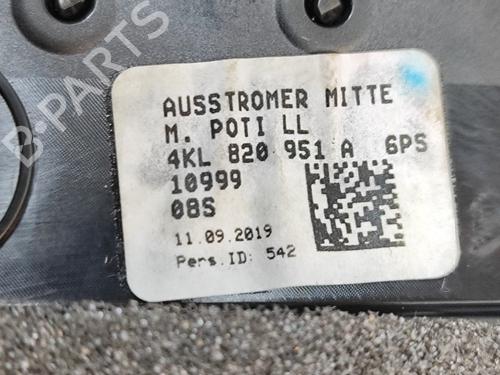 B-PARTS
AUSSTROMER MITTE
M. POTI LL
4KL 820 951 A 6PS
10999
08S
11.09.2019
Pers.ID: 542